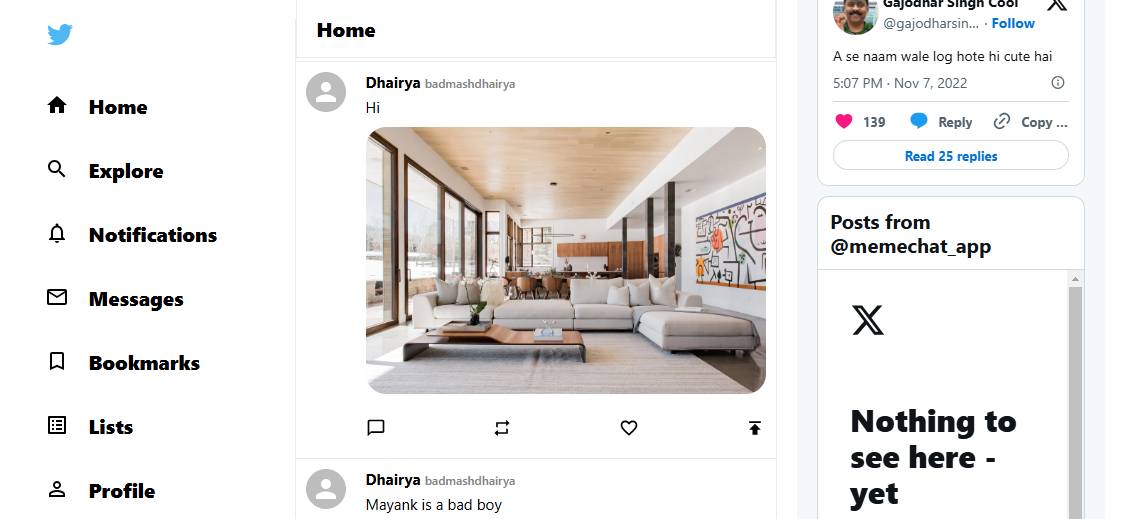 Home
Explore
Notifications
Messages
Bookmarks
Lists
Profile
Home
Dhairya badmashdhairya
Hi
Dhairya badmashdhairya
Mayank is a bad boy
Gajodhar Singh Cool
@gajodharsin... · Follow
A se naam wale log hote hi cute hai
5:07 PM · Nov 7, 2022
139 Reply Copy ...
Read 25 replies
Posts from
@memechat_app
Nothing to
see here -
yet